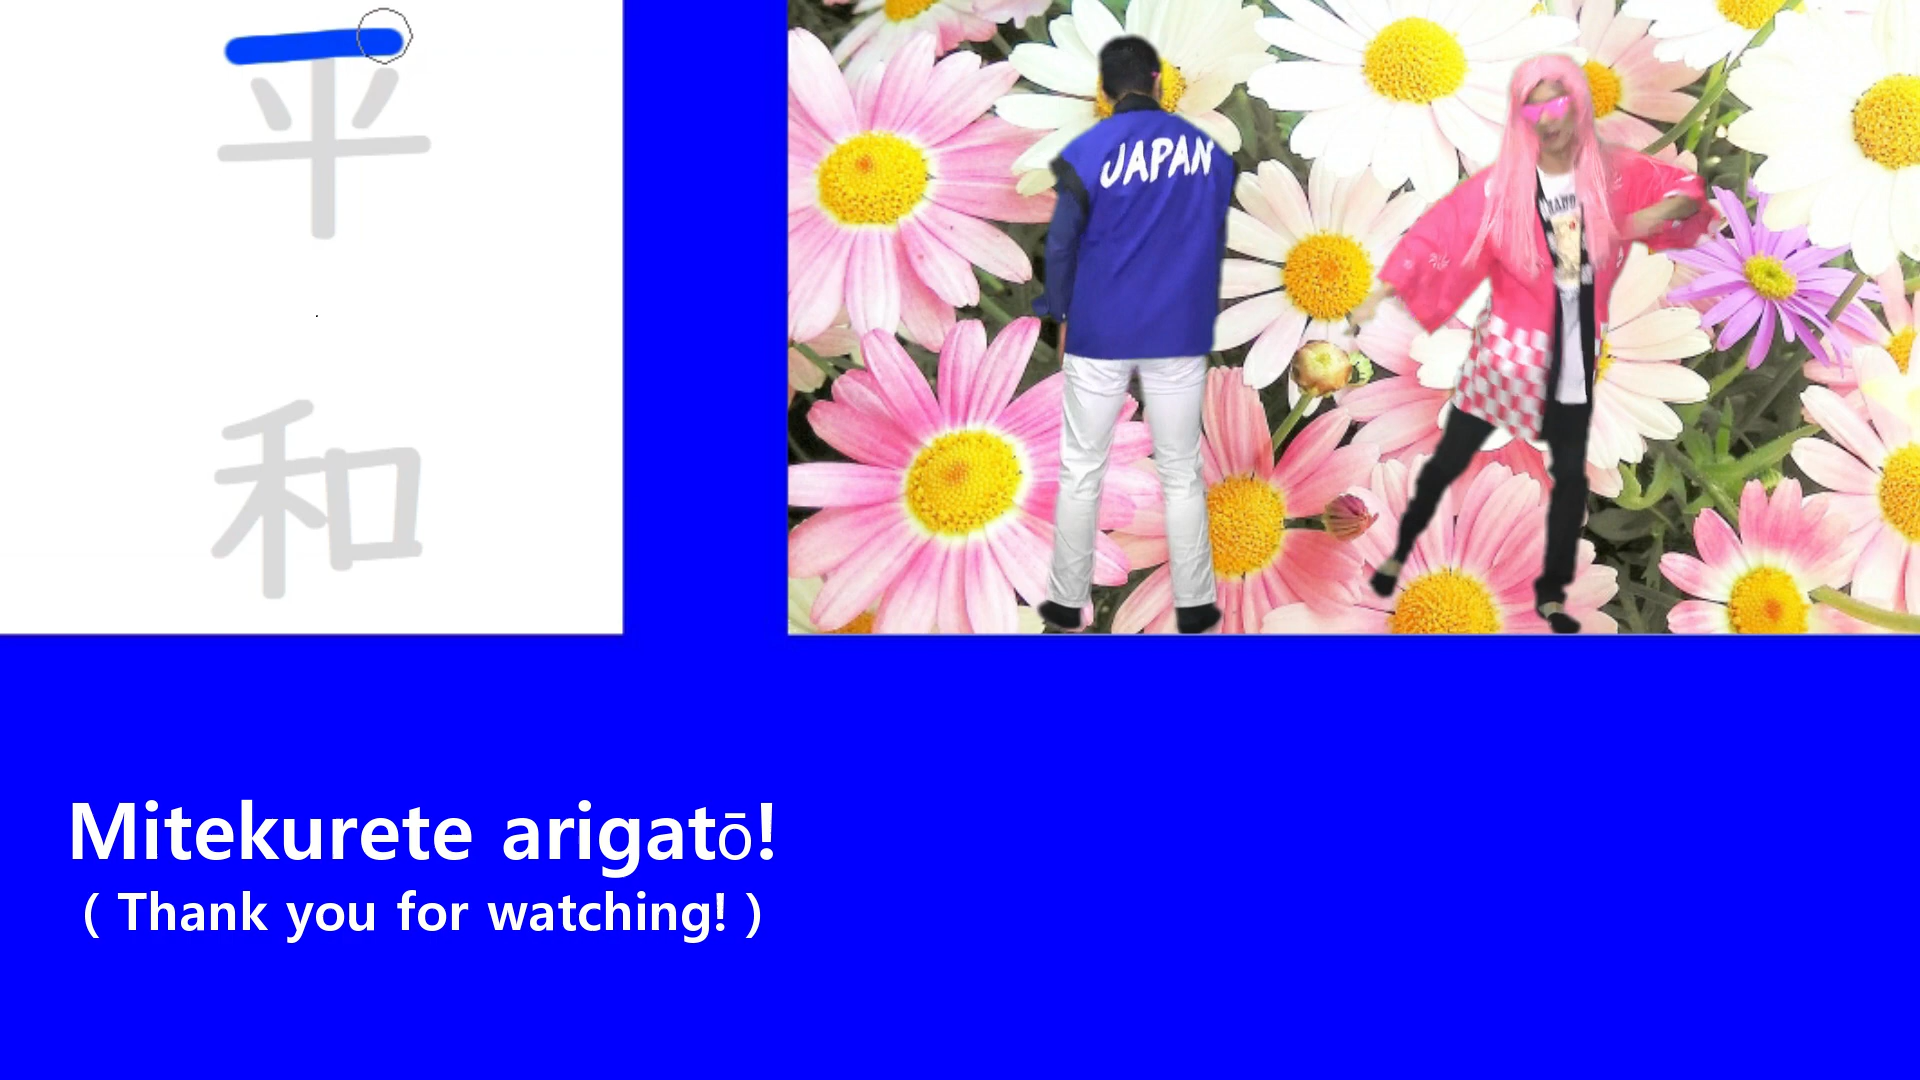 平
和
JAPAN
Mitekurete arigatō!
( Thank you for watching! )